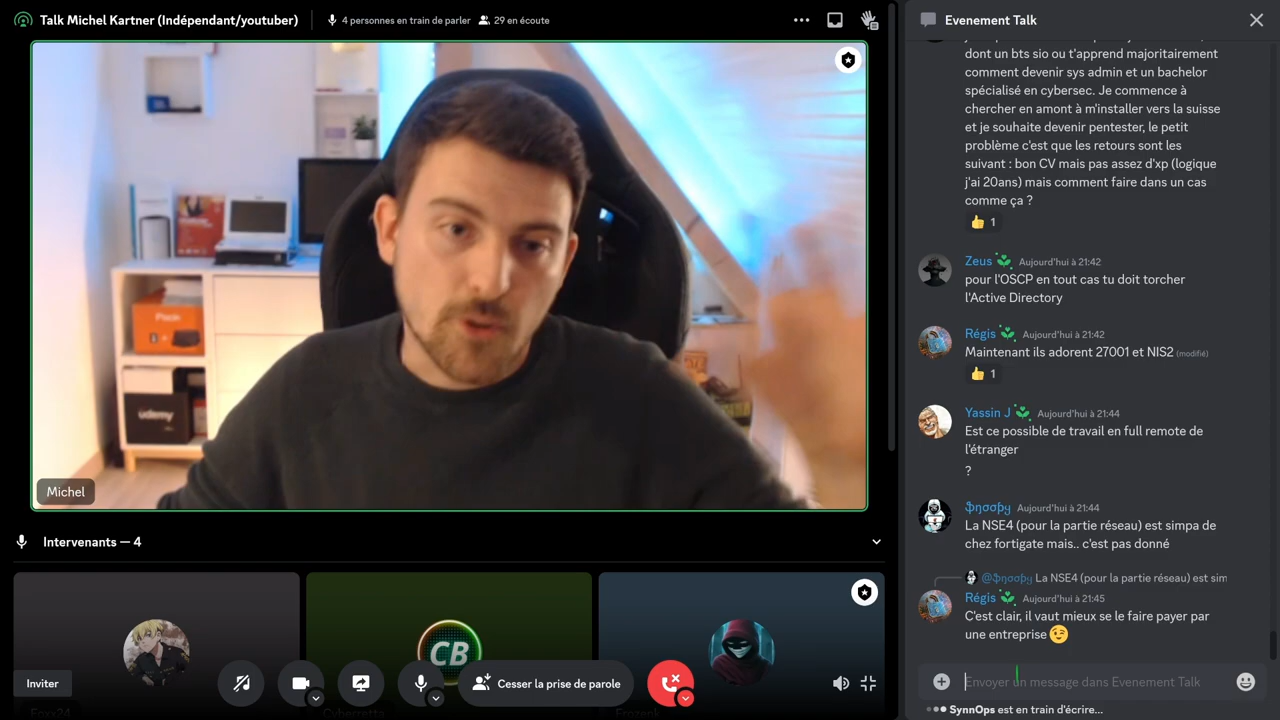 Talk Michel Kartner (Indépendant/youtuber)
4 personnes en train de parler
29 en écoute
Evenement Talk
dont un bts sio ou t'apprend majoritairement
comment devenir sys admin et un bachelor
spécialisé en cybersec. Je commence à
chercher en amont à m'installer vers la suisse
et je souhaite devenir pentester, le petit
problème c'est que les retours sont les
suivant : bon CV mais pas assez d'xp (logique
j'ai 20ans) mais comment faire dans un cas
comme ça ?
👍 1
Zeus Aujourd'hui à 21:42
pour l'OSCP en tout cas tu doit torcher
l'Active Directory
Régis Aujourd'hui à 21:42
Maintenant ils adorent 27001 et NIS2 (modifié)
👍 1
Yassin J Aujourd'hui à 21:44
Est ce possible de travail en full remote de
l'étranger
?
Aujourd'hui à 21:44
La NSE4 (pour la partie réseau) est simpa de
chez fortigate mais.. c'est pas donné
La NSE4 (pour la partie réseau) est sim
Régis Aujourd'hui à 21:45
C'est clair, il vaut mieux se le faire payer par
une entreprise 😉
Envoyer un message dans Evenement Talk
SynnOps est en train d'écrire...
Piscin
udemy
Michel
Intervenants — 4
CB
Inviter
Cesser la prise de parole